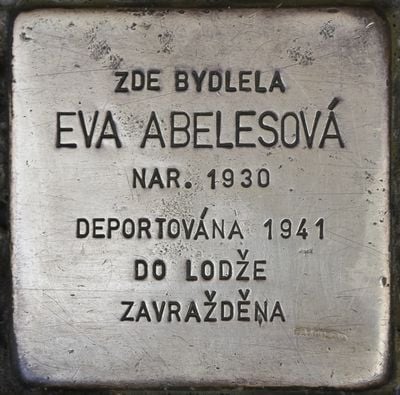 ZDE BYDLELA
EVA ABELESOVÁ
NAR. 1930
DEPORTOVÁNA 1941
DO LODŽE
ZAVRAŽDĚNA